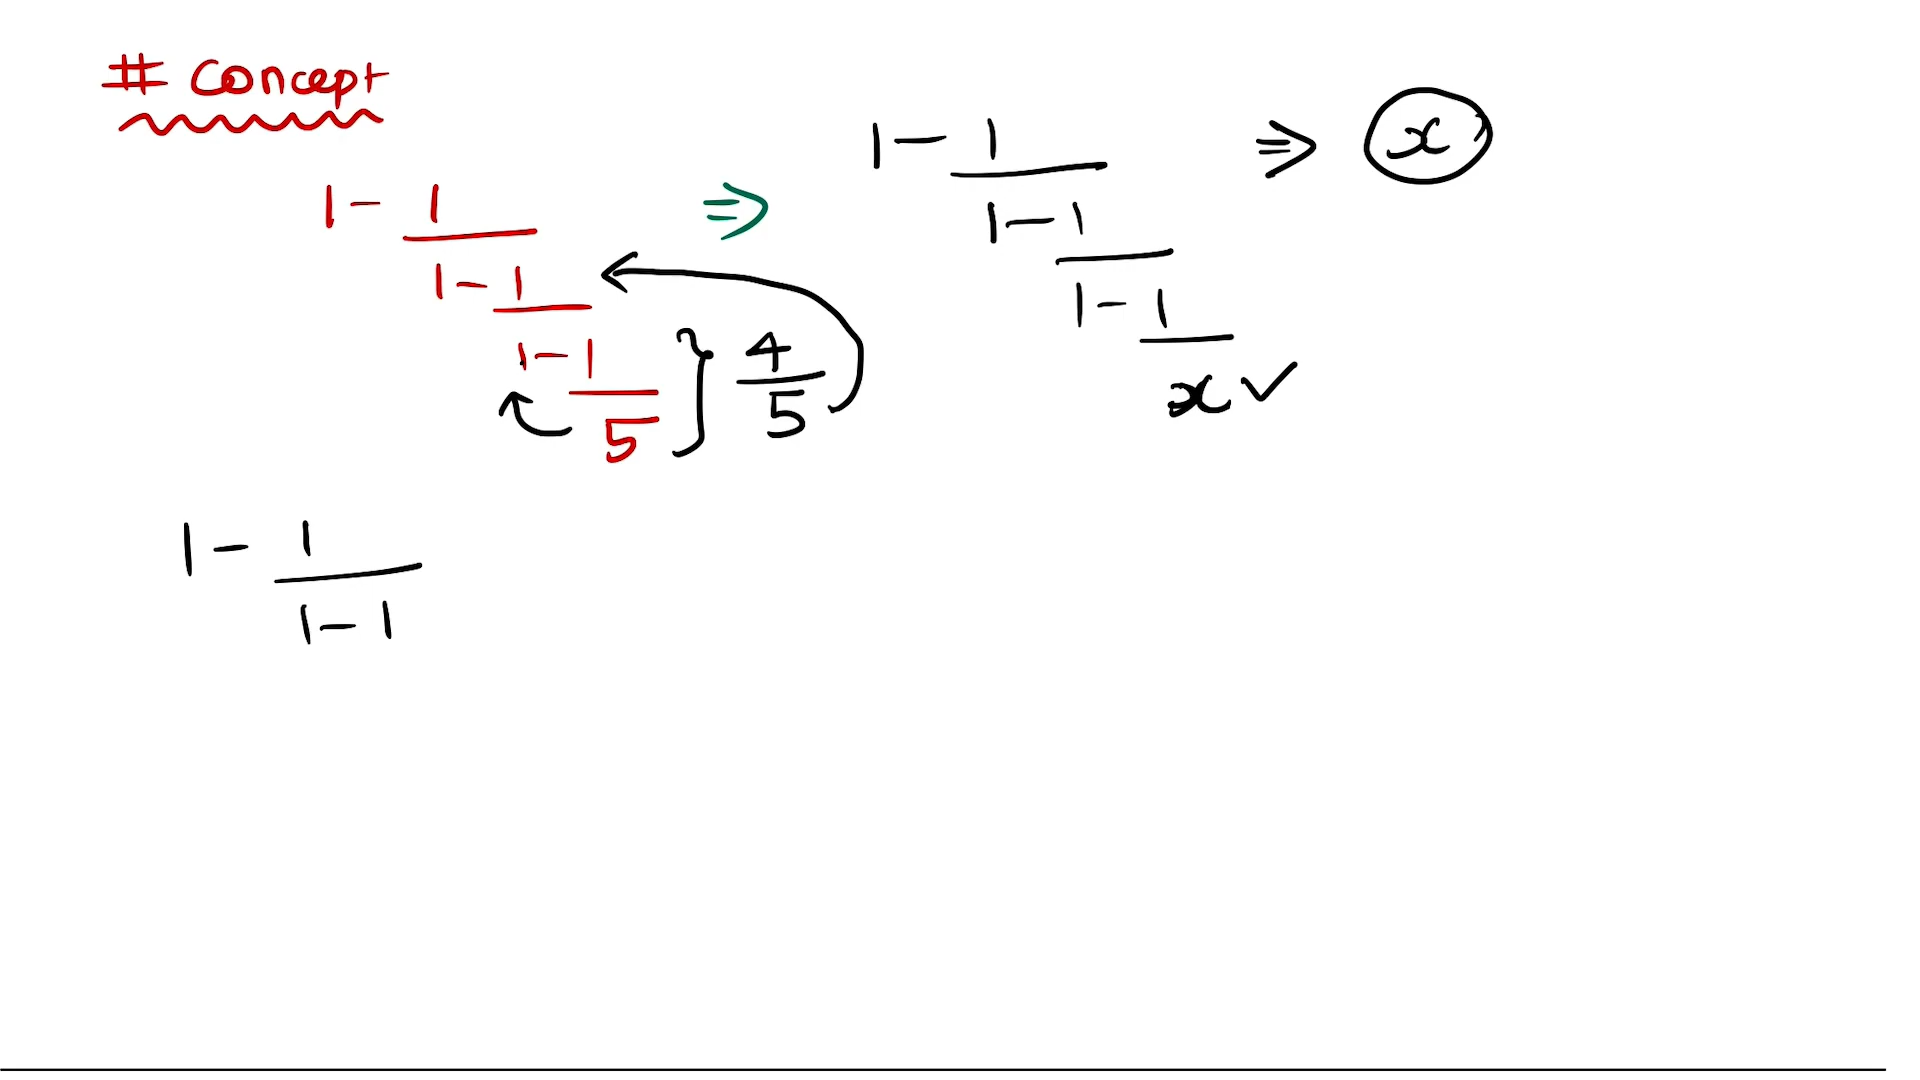 # Concept
1 - 1
1 - 1
1 - 1
5
} 4/5
⇒
1 - 1
1 - 1
1 - 1
x ✓
⇒ x
1 - 1
1 - 1